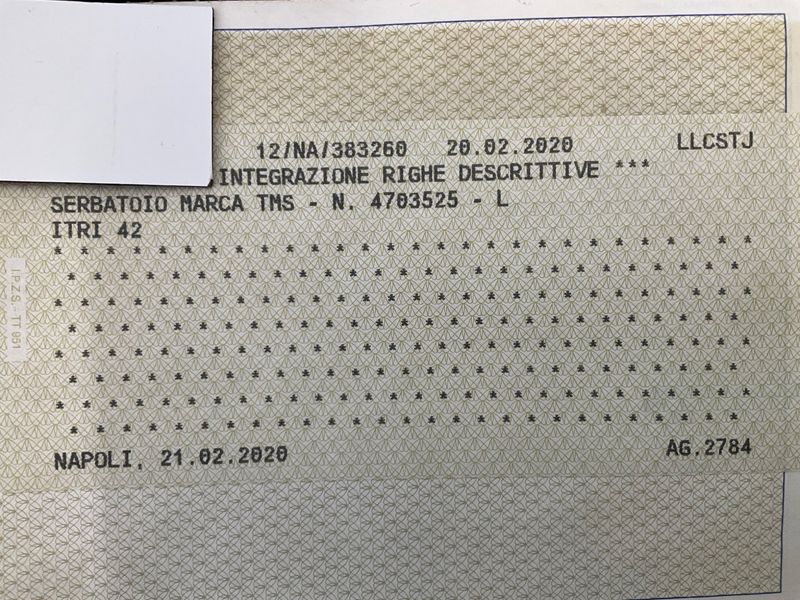 12/NA/383260 20.02.2020 LLCSTJ
INTEGRAZIONE RIGHE DESCRITTIVE ***
SERBATOIO MARCA TMS - N. 4703525 - L
ITRI 42
* * * * * * * * * * * * * * * * * * * * * * * * * * *
* * * * * * * * * * * * * * * * * * * * * * * * * *
* * * * * * * * * * * * * * * * * * * * * * * * * * *
* * * * * * * * * * * * * * * * * * * * * * * * * *
* * * * * * * * * * * * * * * * * * * * * * * * * * *
* * * * * * * * * * * * * * * * * * * * * * * * * *
* * * * * * * * * * * * * * * * * * * * * * * * * * *
* * * * * * * * * * * * * * * * * * * * * * * * * *
NAPOLI, 21.02.2020 AG.2784
I.P.Z.S.